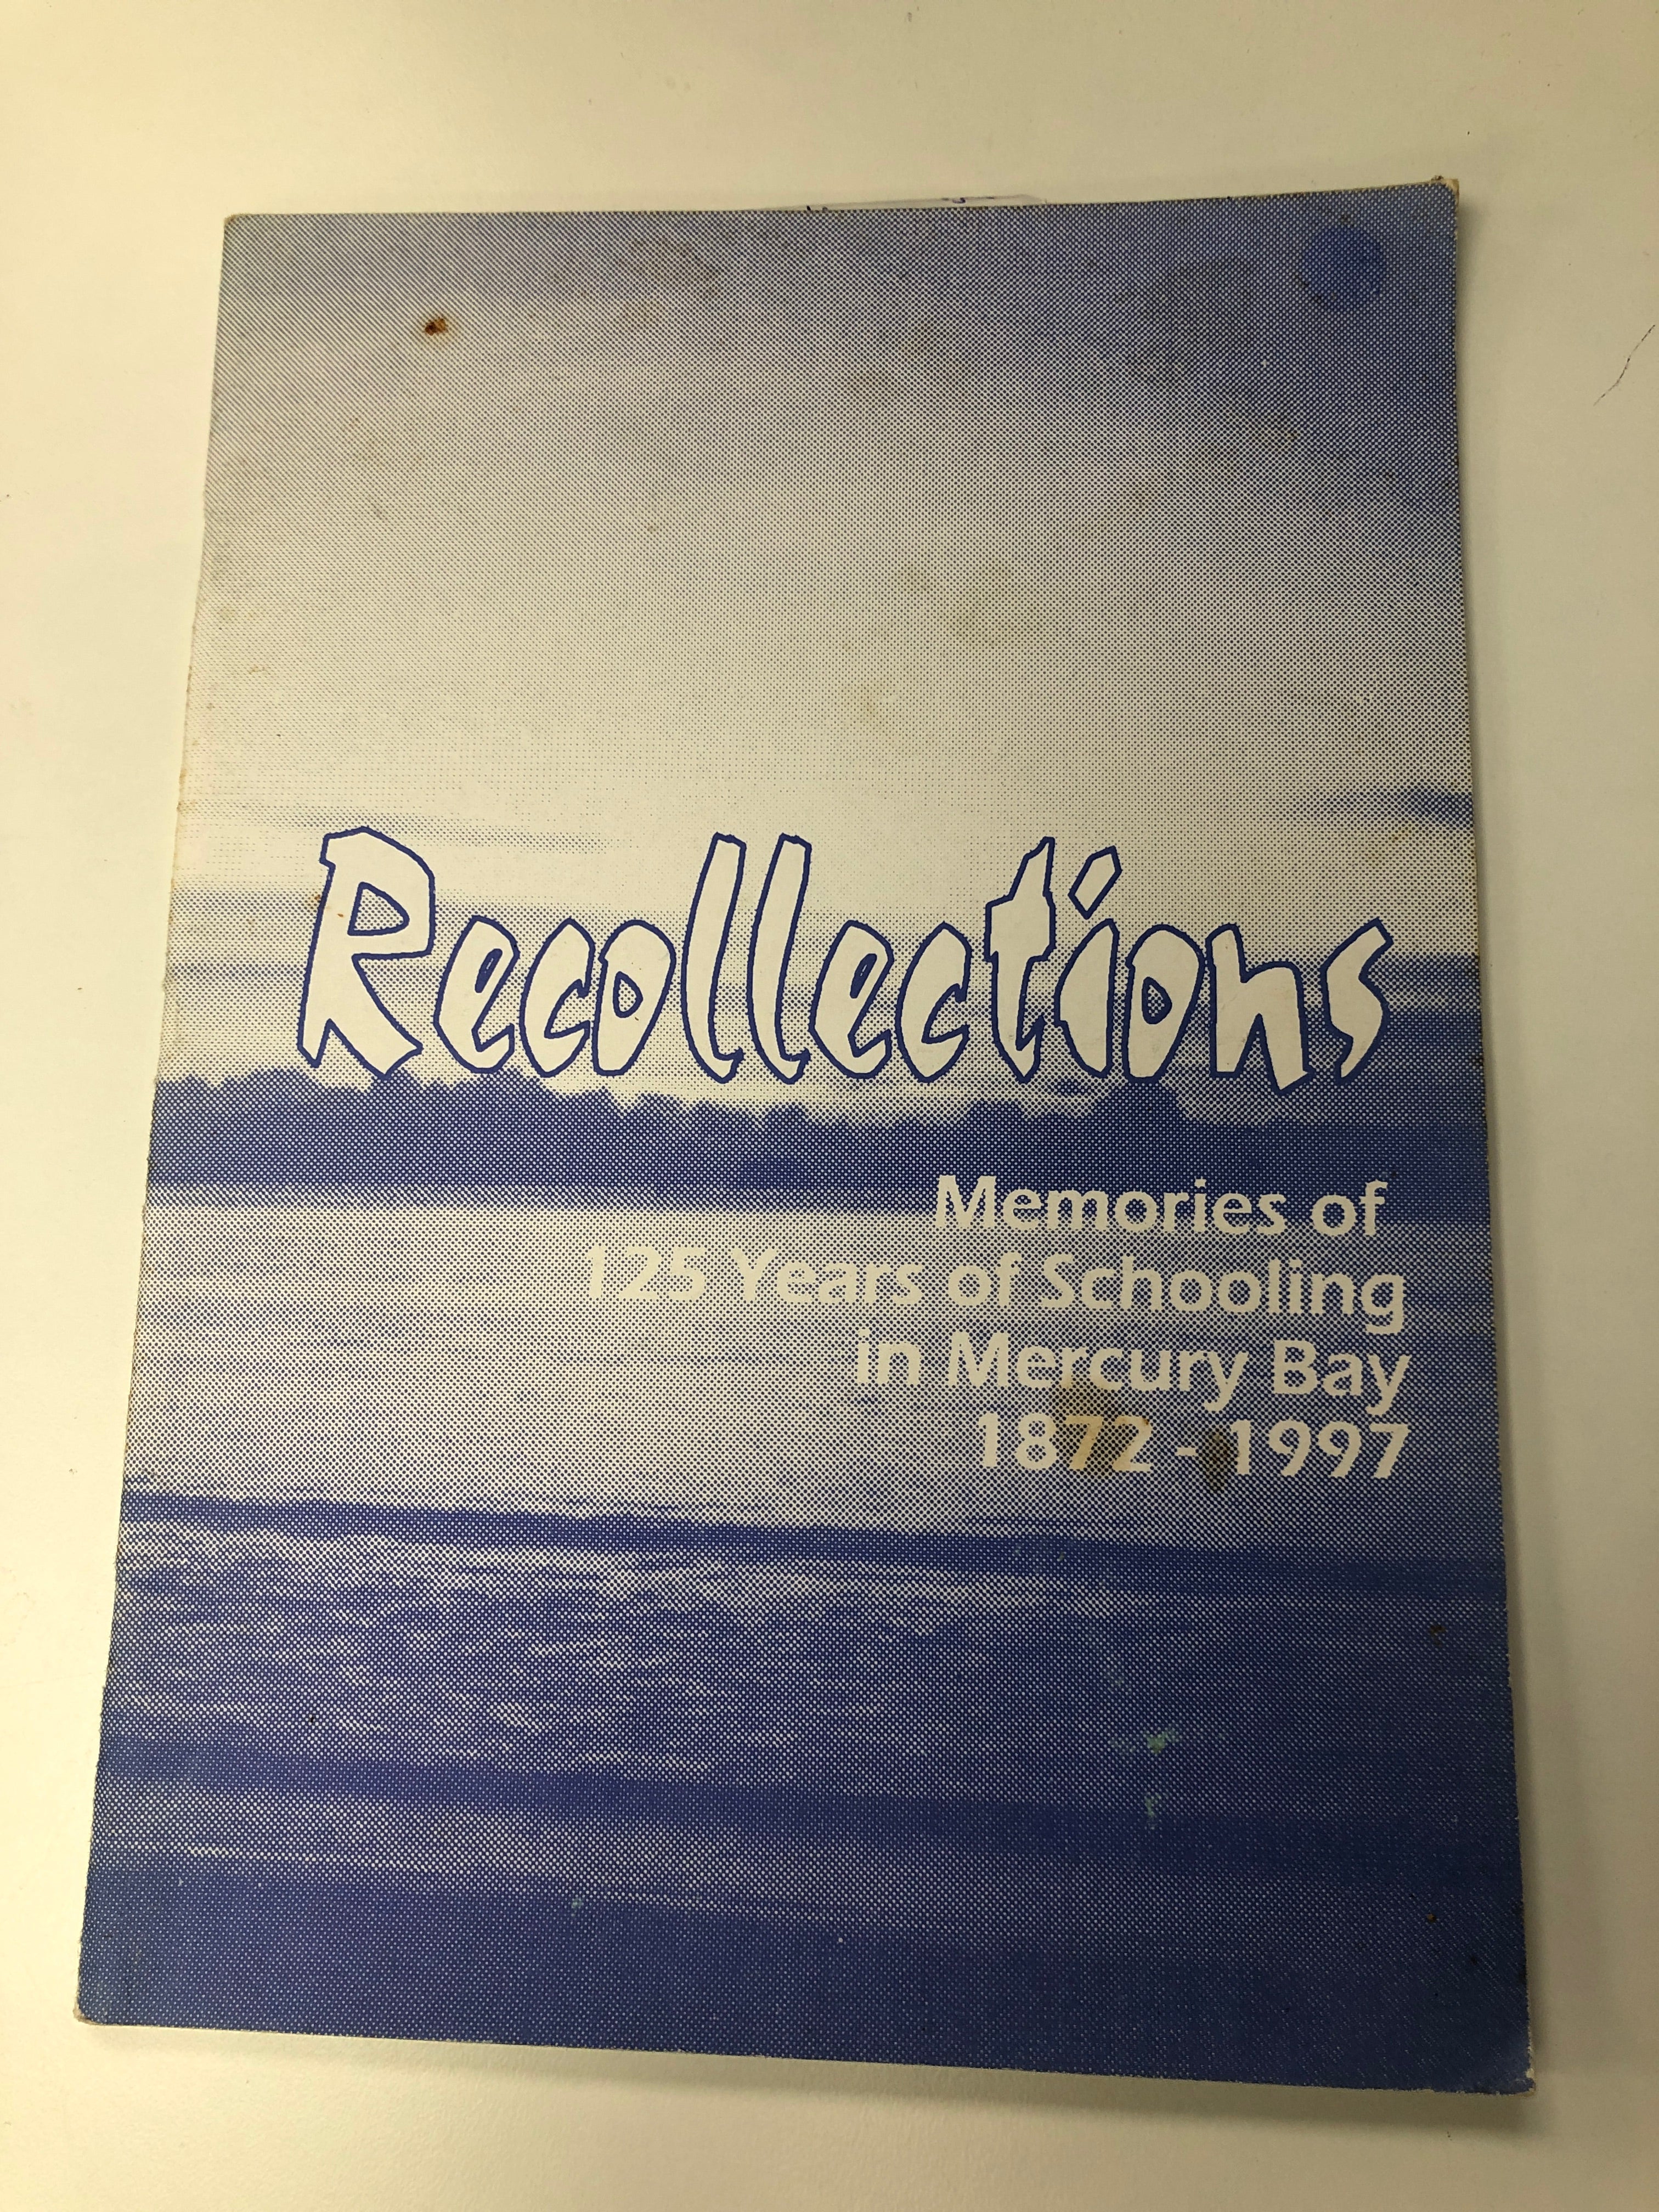 Recollections
Memories of
125 Years of Schooling
in Mercury Bay
1872 - 1997